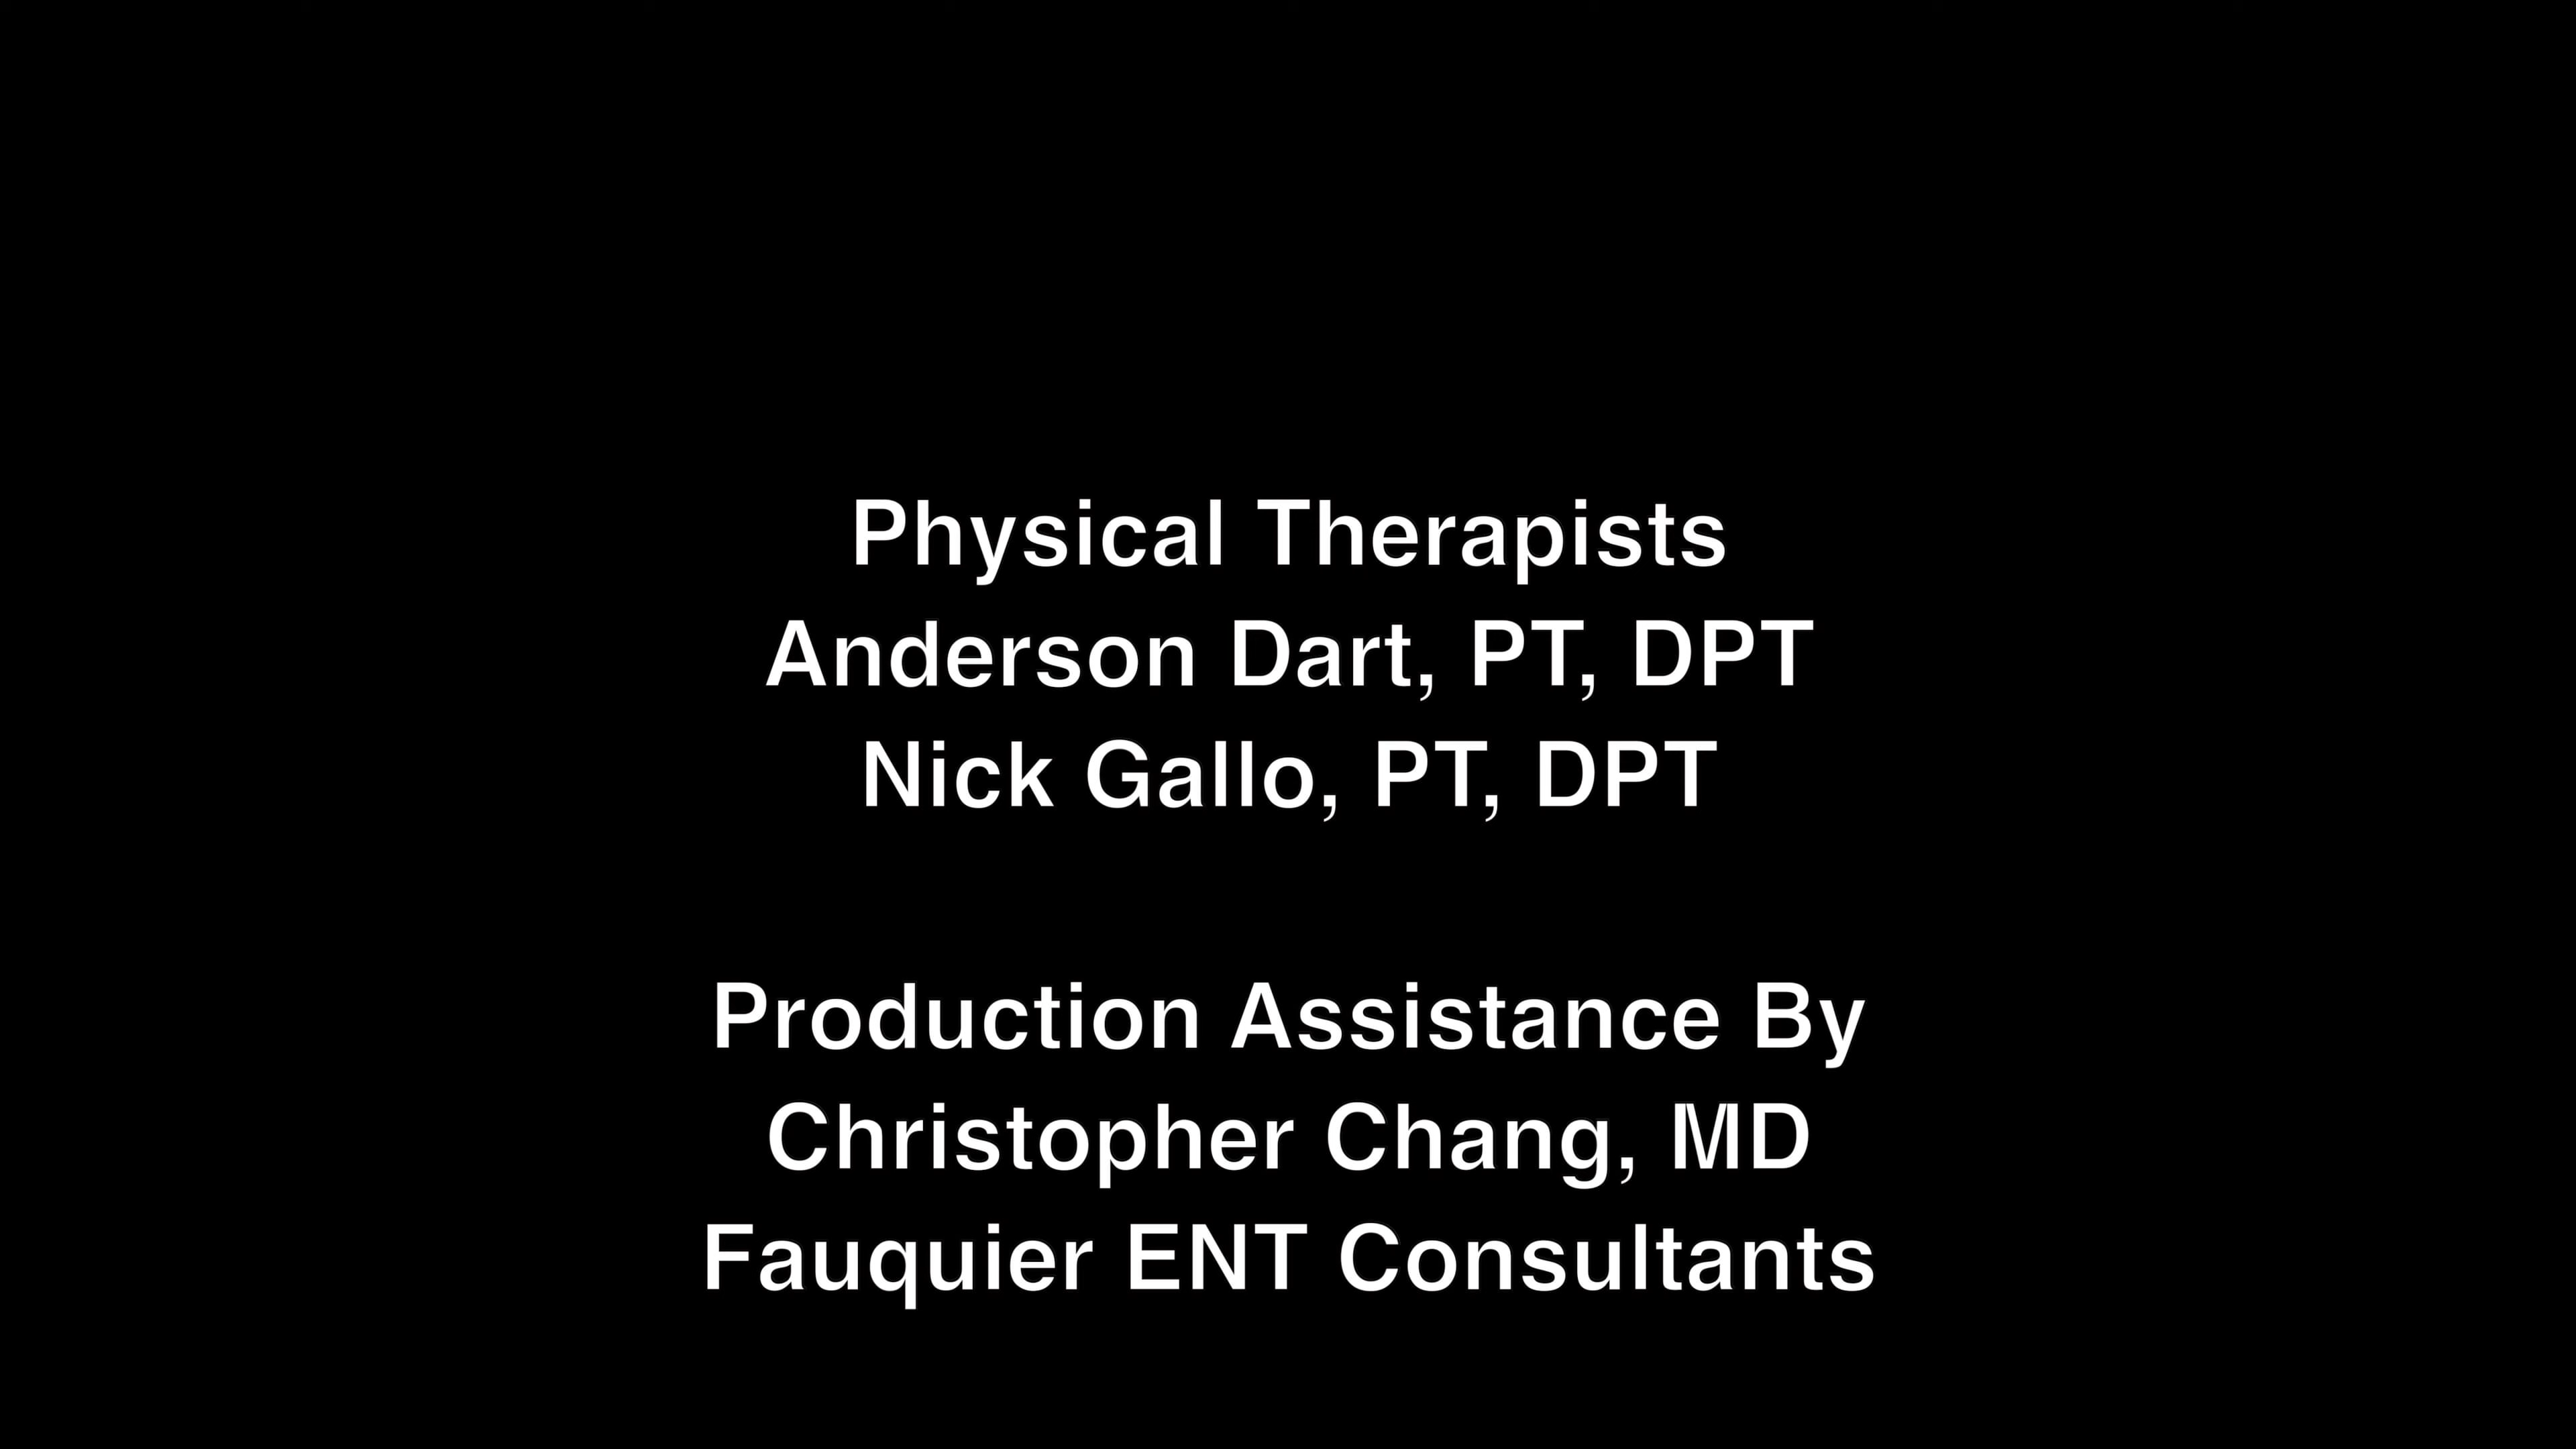 Physical Therapists
Anderson Dart, PT, DPT
Nick Gallo, PT, DPT
Production Assistance By
Christopher Chang, MD
Fauquier ENT Consultants